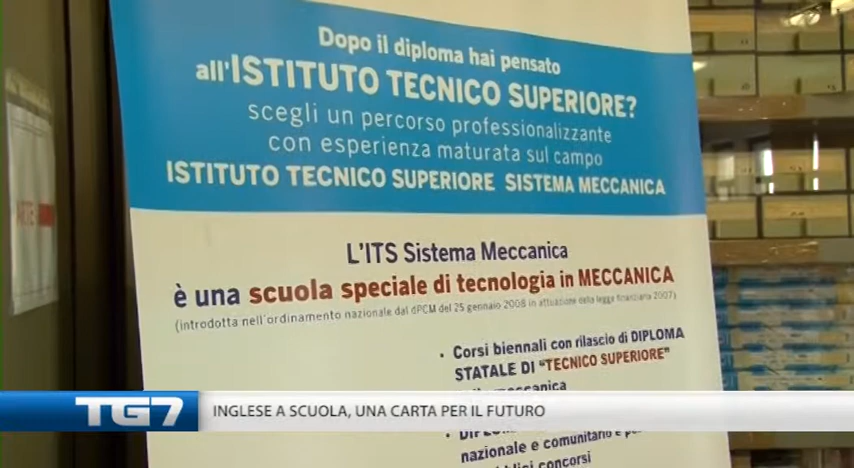 Dopo il diploma hai pensato
all'ISTITUTO TECNICO SUPERIORE?
scegli un percorso professionalizzante
con esperienza maturata sul campo
ISTITUTO TECNICO SUPERIORE SISTEMA MECCANICA
L'ITS Sistema Meccanica
è una scuola speciale di tecnologia in MECCANICA
(introdotta nell'ordinamento nazionale dal dPCM del 25 gennaio 2008 in attuazione della legge finanziaria 2007)
• Corsi biennali con rilascio di DIPLOMA
STATALE DI "TECNICO SUPERIORE"
meccanica
TG7 INGLESE A SCUOLA, UNA CARTA PER IL FUTURO
nazionale e comunitario e
concorsi